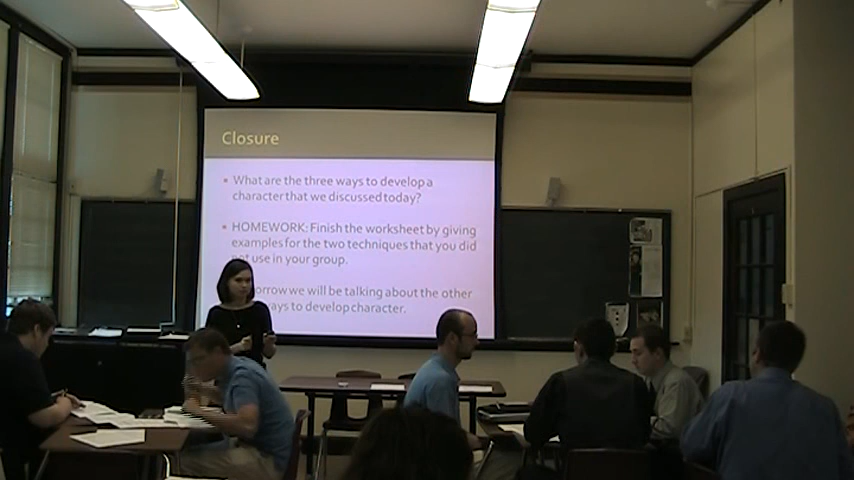 Closure
What are the three ways to develop a
character that we discussed today?
HOMEWORK: Finish the worksheet by giving
examples for the two techniques that you did
not use in your group.
orrow we will be talking about the other
ways to develop character.